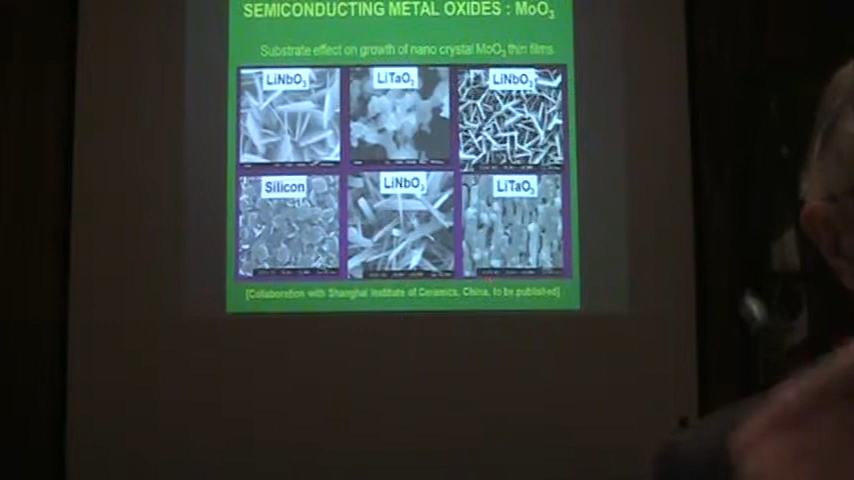 SEMICONDUCTING METAL OXIDES : MoO₃
Substrate effect on growth of nano crystal MoO₃ thin films
LiNbO₃
LiTaO₃
LiNbO₃
Silicon
LiNbO₃
LiTaO₃
[Collaboration with Shanghai Institute of Ceramics, China, to be published]